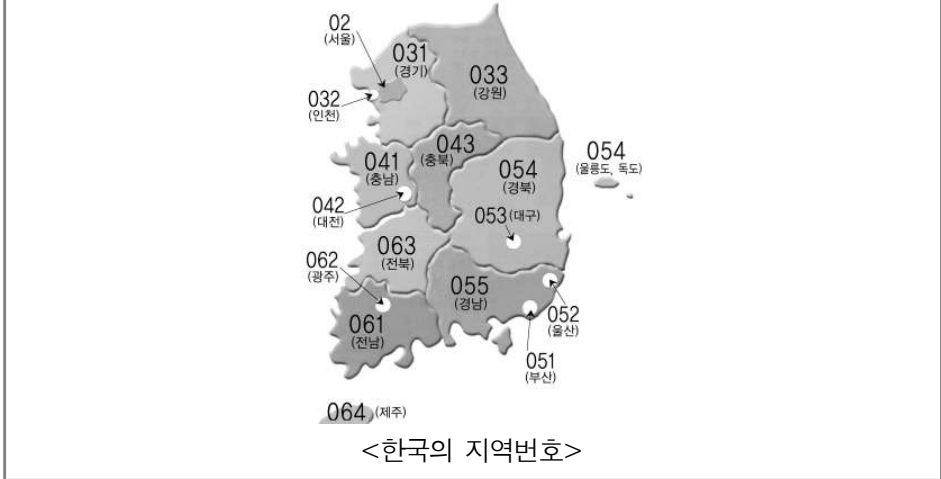 02
(서울)
031
(경기)
033
(강원)
032
(인천)
043
(충북)
041
(충남)
054
(경북)
054
(울릉도, 독도)
042
(대전)
053 (대구)
063
(전북)
062
(광주)
055
(경남)
052
(울산)
061
(전남)
051
(부산)
064 (제주)
<한국의 지역번호>